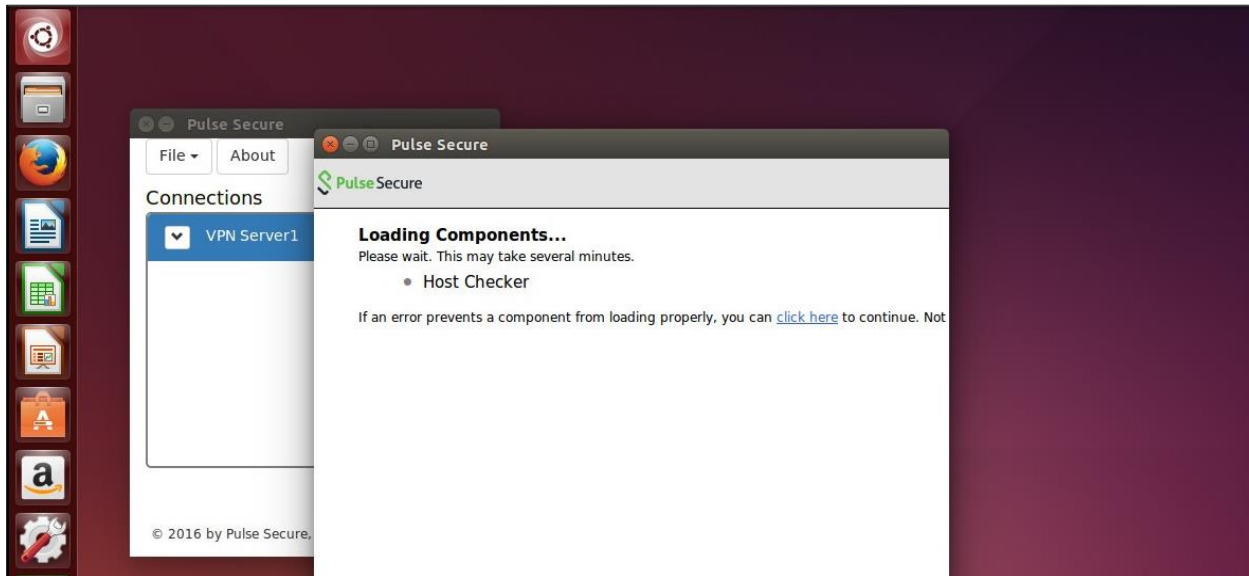 Pulse Secure
File
About
Connections
VPN Server1
© 2016 by Pulse Secure,
Pulse Secure
Pulse Secure
Loading Components...
Please wait. This may take several minutes.
Host Checker
If an error prevents a component from loading properly, you can click here to continue. Not
a